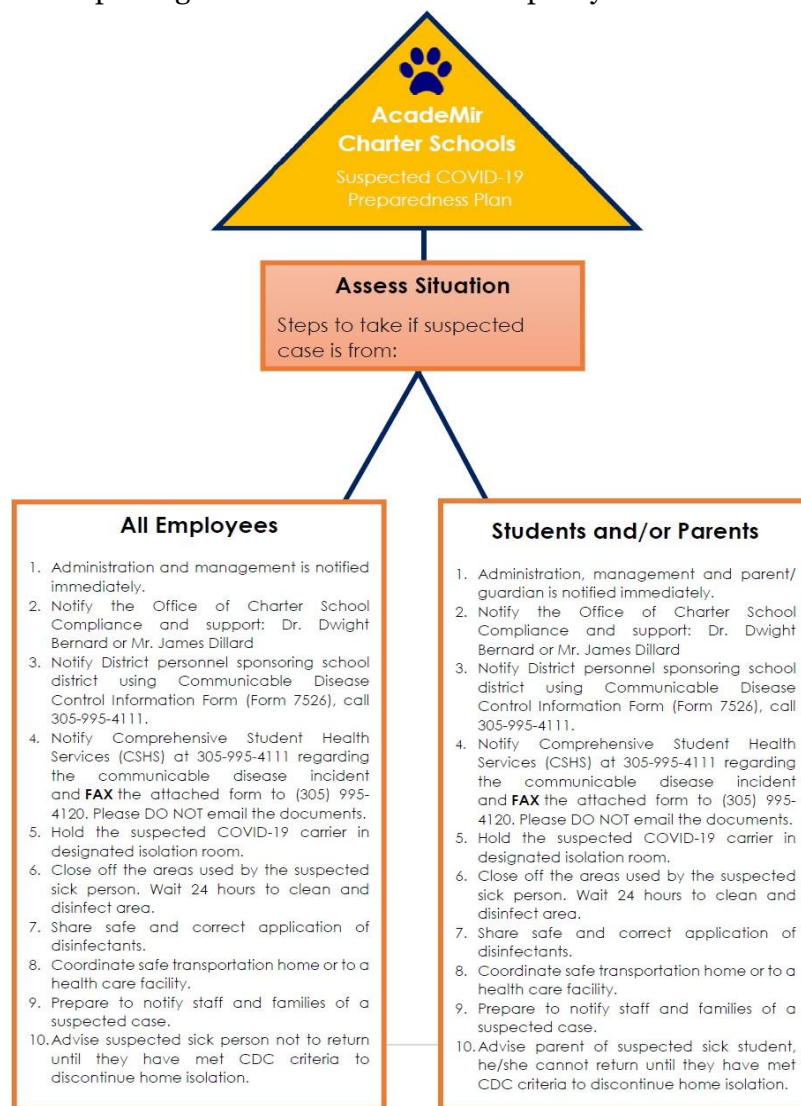 AcadeMir
Charter Schools
Suspected COVID-19
Preparedness Plan
Assess Situation
Steps to take if suspected
case is from:
All Employees
1. Administration and management is notified
immediately.
2. Notify the Office of Charter School
Compliance and support: Dr. Dwight
Bernard or Mr. James Dillard
3. Notify District personnel sponsoring school
district using Communicable Disease
Control Information Form (Form 7526), call
305-995-4111.
4. Notify Comprehensive Student Health
Services (CSHS) at 305-995-4111 regarding
the communicable disease incident
and FAX the attached form to (305) 995-
4120. Please DO NOT email the documents.
5. Hold the suspected COVID-19 carrier in
designated isolation room.
6. Close off the areas used by the suspected
sick person. Wait 24 hours to clean and
disinfect area.
7. Share safe and correct application of
disinfectants.
8. Coordinate safe transportation home or to a
health care facility.
9. Prepare to notify staff and families of a
suspected case.
10. Advise suspected sick person not to return
until they have met CDC criteria to
discontinue home isolation.
Students and/or Parents
1. Administration, management and parent/
guardian is notified immediately.
2. Notify the Office of Charter School
Compliance and support: Dr. Dwight
Bernard or Mr. James Dillard
3. Notify District personnel sponsoring school
district using Communicable Disease
Control Information Form (Form 7526), call
305-995-4111.
4. Notify Comprehensive Student Health
Services (CSHS) at 305-995-4111 regarding
the communicable disease incident
and FAX the attached form to (305) 995-
4120. Please DO NOT email the documents.
5. Hold the suspected COVID-19 carrier in
designated isolation room.
6. Close off the areas used by the suspected
sick person. Wait 24 hours to clean and
disinfect area.
7. Share safe and correct application of
disinfectants.
8. Coordinate safe transportation home or to a
health care facility.
9. Prepare to notify staff and families of a
suspected case.
10. Advise parent of suspected sick student,
he/she cannot return until they have met
CDC criteria to discontinue home isolation.